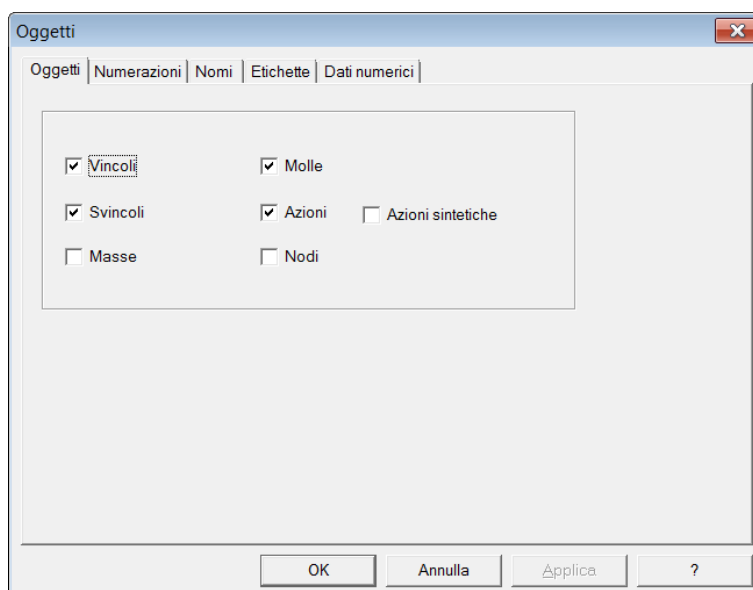 Oggetti
Oggetti Numerazioni Nomi Etichette Dati numerici
Vincoli Molle
Svincoli Azioni Azioni sintetiche
Masse Nodi
OK Annulla Applica ?